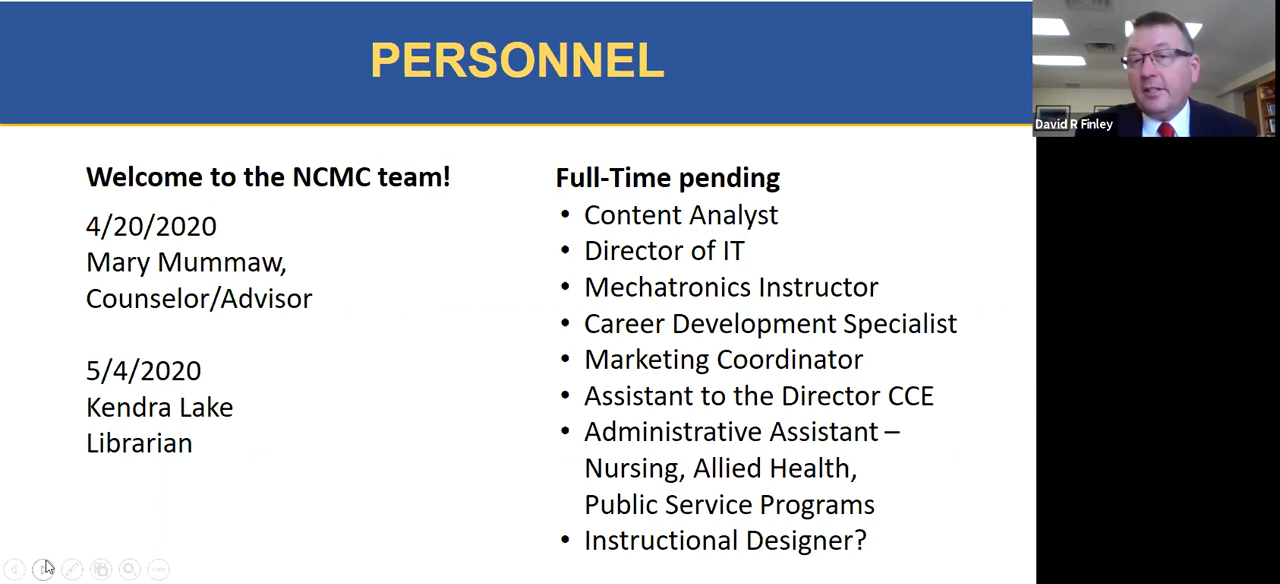 PERSONNEL
David R Finley
Welcome to the NCMC team!
4/20/2020
Mary Mummaw,
Counselor/Advisor
5/4/2020
Kendra Lake
Librarian
Full-Time pending
• Content Analyst
• Director of IT
• Mechatronics Instructor
• Career Development Specialist
• Marketing Coordinator
• Assistant to the Director CCE
• Administrative Assistant –
Nursing, Allied Health,
Public Service Programs
• Instructional Designer?